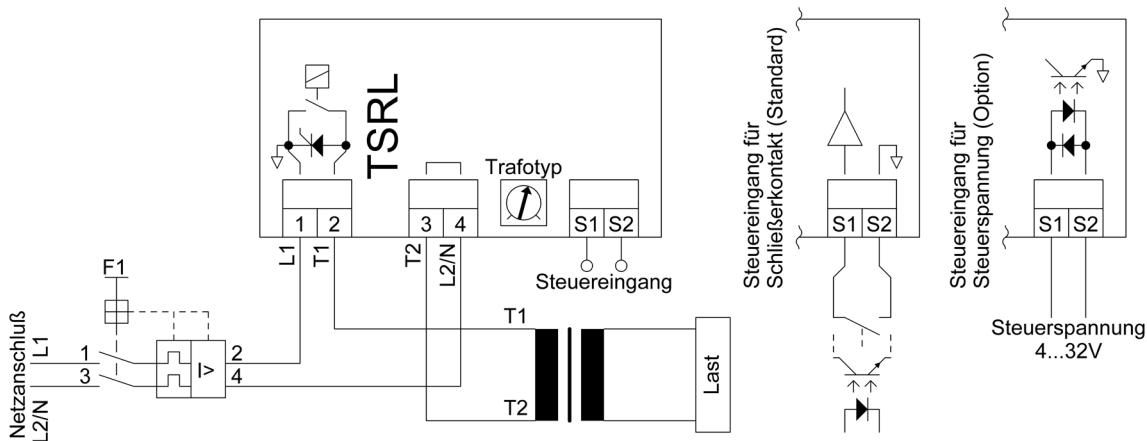 TSRL
Trafotyp
1 2
3 4
S1 S2
L1
T1
T2
L2/N
Steuereingang
F1
Netzanschluß
L1
L2/N
1
3
I>
2
4
T1
T2
Last
Steuereingang für
Schließerkontakt (Standard)
S1 S2
Steuereingang für
Steuerspannung (Option)
S1 S2
Steuerspannung
4...32V